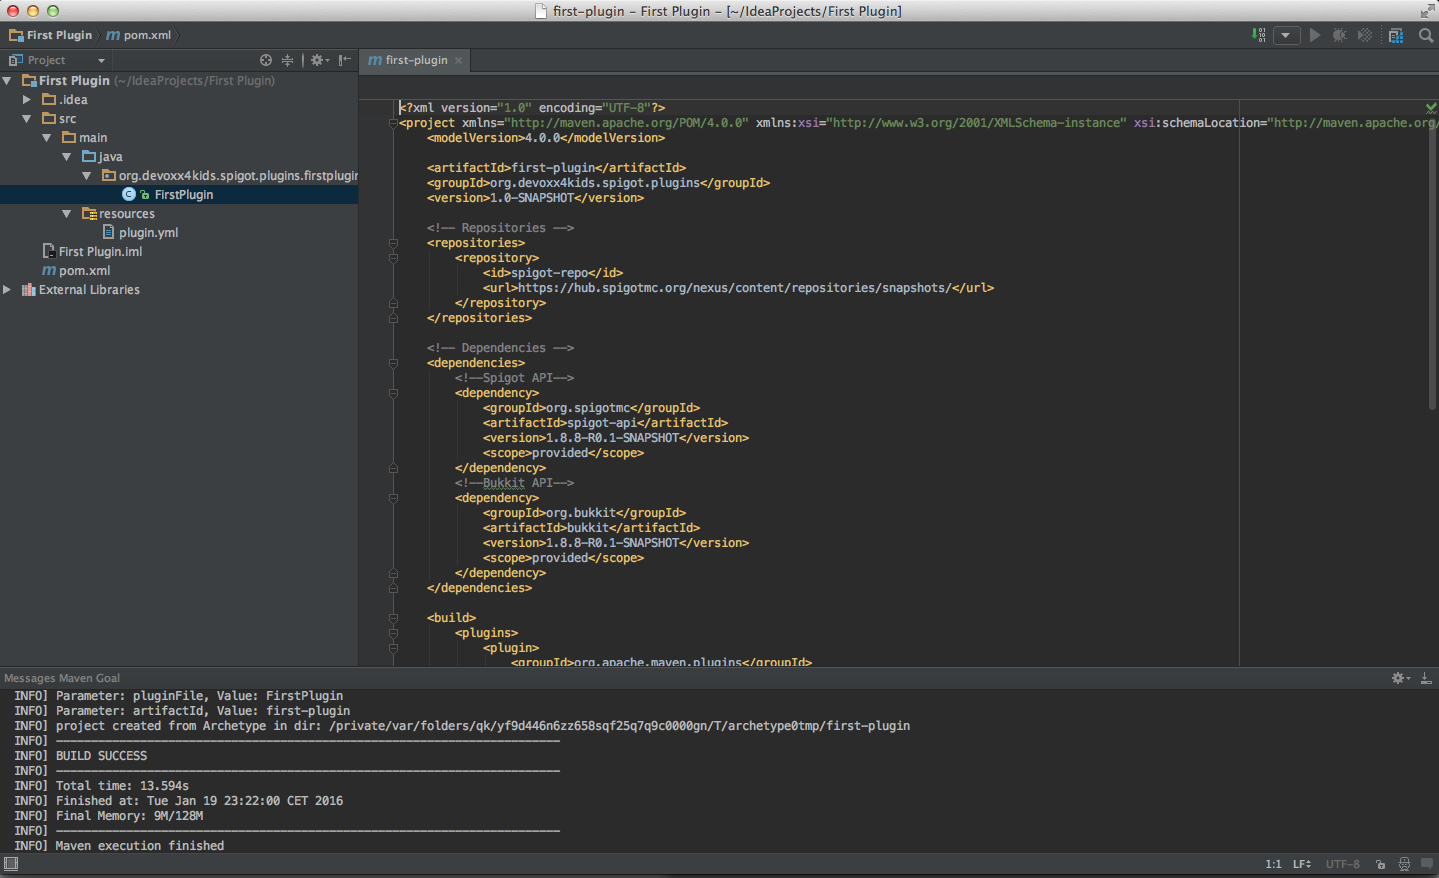 first-plugin – First Plugin – [~/IdeaProjects/First Plugin]
First Plugin
m pom.xml
Project
m first-plugin
First Plugin (~/IdeaProjects/First Plugin)
.idea
src
main
java
org.devoxx4kids.spigot.plugins.firstplugin
C FirstPlugin
resources
plugin.yml
First Plugin.iml
m pom.xml
External Libraries
<?xml version="1.0" encoding="UTF-8"?>
<project xmlns="http://maven.apache.org/POM/4.0.0" xmlns:xsi="http://www.w3.org/2001/XMLSchema-instance" xsi:schemaLocation="http://maven.apache.org/
<modelVersion>4.0.0</modelVersion>
<artifactId>first-plugin</artifactId>
<groupId>org.devoxx4kids.spigot.plugins</groupId>
<version>1.0-SNAPSHOT</version>
<!-- Repositories -->
<repositories>
<repository>
<id>spigot-repo</id>
<url>https://hub.spigotmc.org/nexus/content/repositories/snapshots/</url>
</repository>
</repositories>
<!-- Dependencies -->
<dependencies>
<!--Spigot API-->
<dependency>
<groupId>org.spigotmc</groupId>
<artifactId>spigot-api</artifactId>
<version>1.8.8-R0.1-SNAPSHOT</version>
<scope>provided</scope>
</dependency>
<!--Bukkit API-->
<dependency>
<groupId>org.bukkit</groupId>
<artifactId>bukkit</artifactId>
<version>1.8.8-R0.1-SNAPSHOT</version>
<scope>provided</scope>
</dependency>
</dependencies>
<build>
<plugins>
<plugin>
<groupId>org.apache.maven.plugins</groupId>
Messages Maven Goal
INFO] Parameter: pluginFile, Value: FirstPlugin
INFO] Parameter: artifactId, Value: first-plugin
INFO] project created from Archetype in dir: /private/var/folders/qk/yf9d446n6zz658sqf25q7q9c0000gn/T/archetype0tmp/first-plugin
INFO] ------------------------------------------------------------------------
INFO] BUILD SUCCESS
INFO] ------------------------------------------------------------------------
INFO] Total time: 13.594s
INFO] Finished at: Tue Jan 19 23:22:00 CET 2016
INFO] Final Memory: 9M/128M
INFO] ------------------------------------------------------------------------
INFO] Maven execution finished
1:1 LF UTF-8